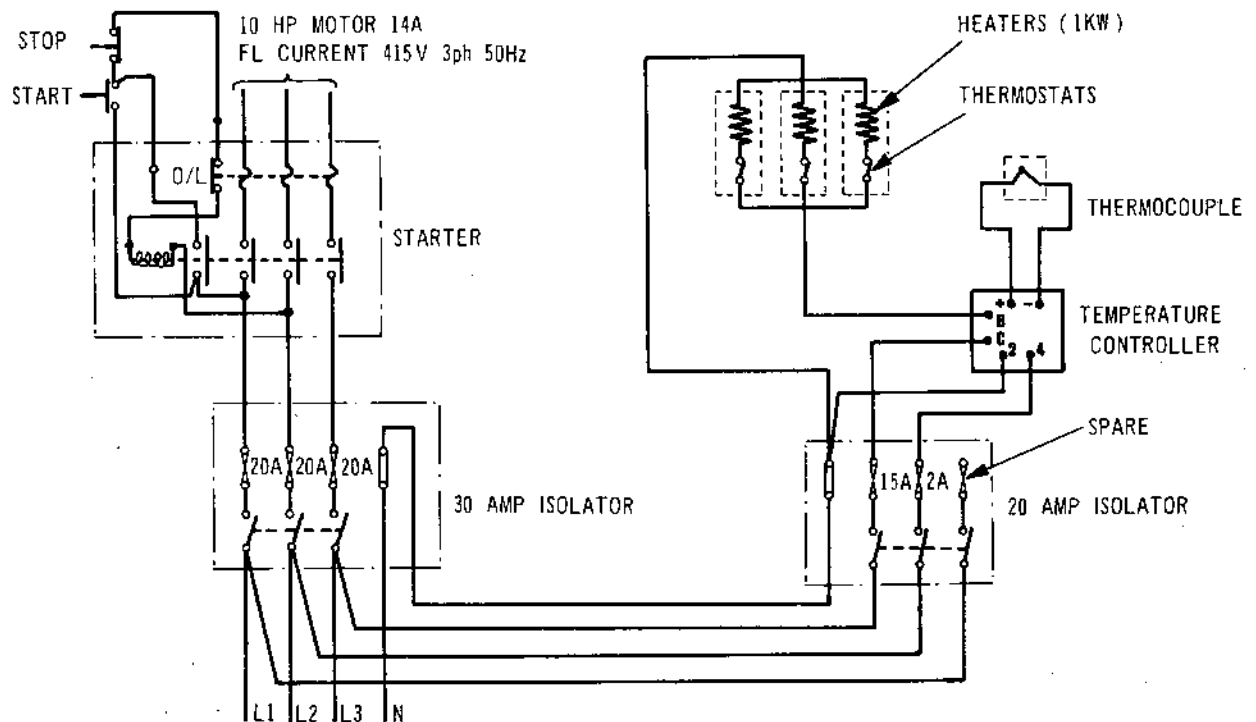 STOP
START
10 HP MOTOR 14A
FL CURRENT 415V 3ph 50Hz
O/L
STARTER
HEATERS (1KW)
THERMOSTATS
THERMOCOUPLE
+ -
B
C
2 4
TEMPERATURE
CONTROLLER
SPARE
20A 20A 20A
30 AMP ISOLATOR
15A 2A
20 AMP ISOLATOR
L1 L2 L3 N